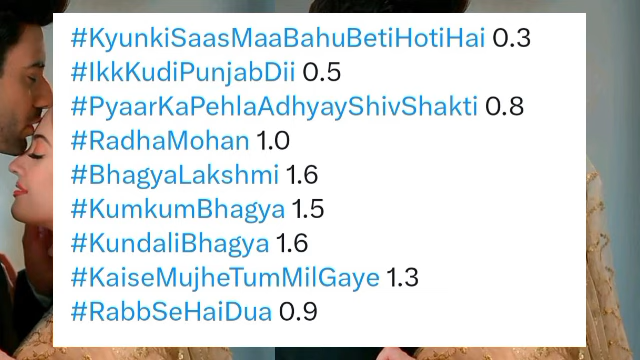 #KyunkiSaasMaaBahuBetiHotiHai 0.3
#IkkKudiPunjabDii 0.5
#PyaarKaPehlaAdhyayShivShakti 0.8
#RadhaMohan 1.0
#BhagyaLakshmi 1.6
#KumkumBhagya 1.5
#KundaliBhagya 1.6
#KaiseMujheTumMilGaye 1.3
#RabbSeHaiDua 0.9